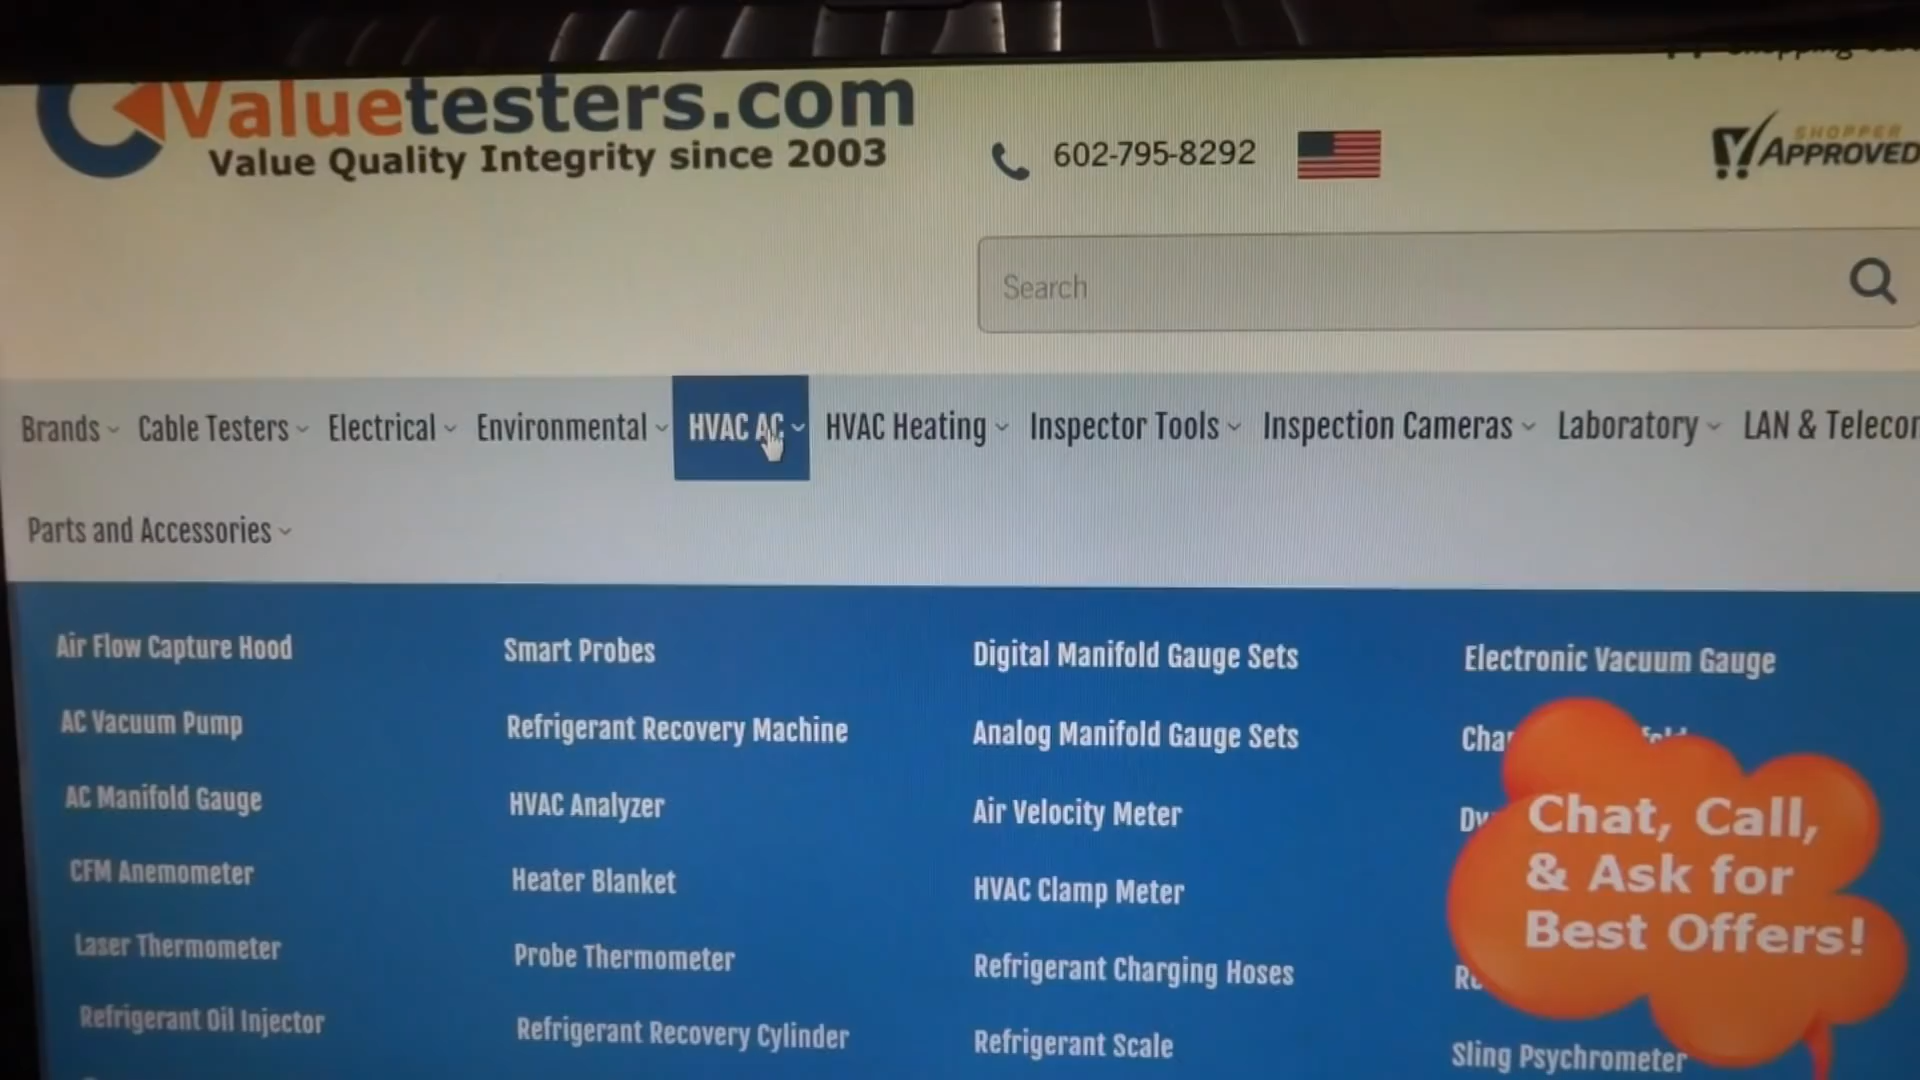 Valuetesters.com
Value Quality Integrity since 2003
602-795-8292
SHOPPER
APPROVED
Search
Brands Cable Testers Electrical Environmental HVAC AC HVAC Heating Inspector Tools Inspection Cameras Laboratory LAN &
Parts and Accessories
Air Flow Capture Hood Smart Probes Digital Manifold Gauge Sets Electronic Vacuum Gauge
AC Vacuum Pump Refrigerant Recovery Machine Analog Manifold Gauge Sets
AC Manifold Gauge HVAC Analyzer Air Velocity Meter
CFM Anemometer Heater Blanket HVAC Clamp Meter
Laser Thermometer Probe Thermometer Refrigerant Charging Hoses
Refrigerant Oil Injector Refrigerant Recovery Cylinder Refrigerant Scale Sling Psychrometer
Chat, Call,
& Ask for
Best Offers!